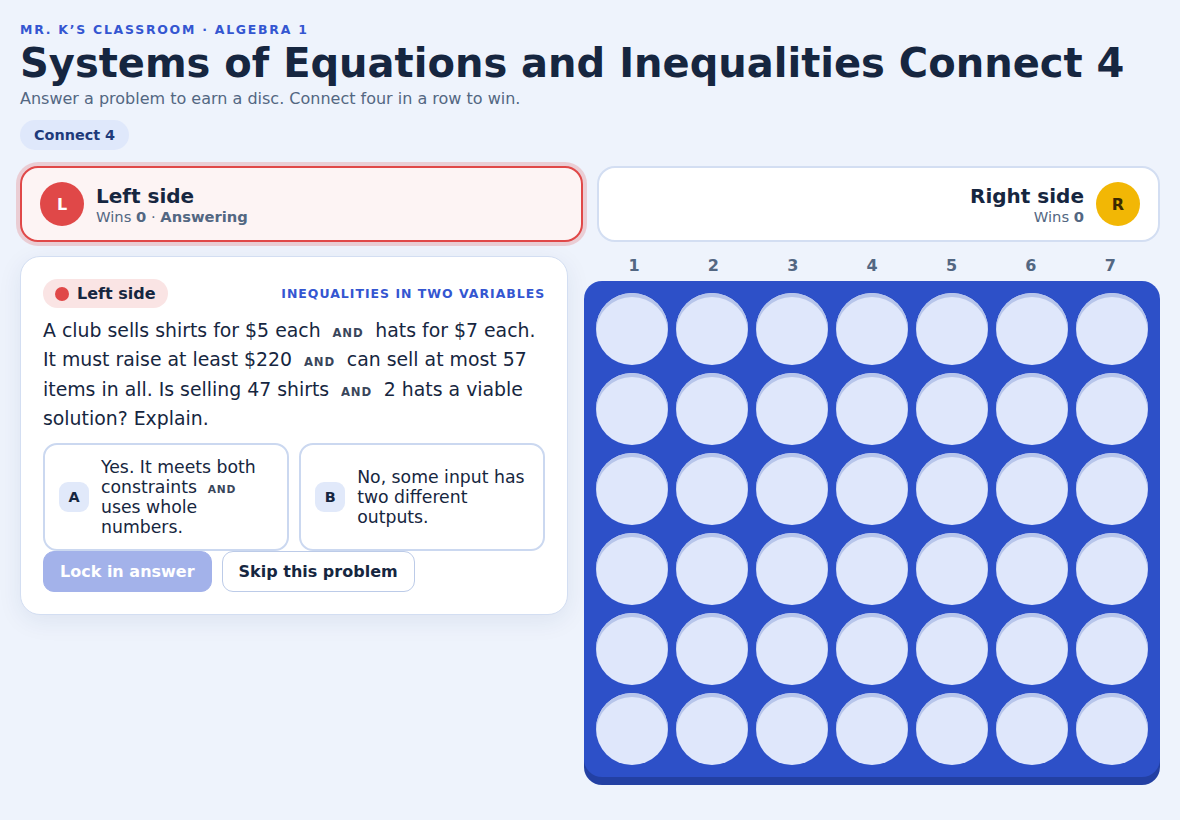 MR. K’S CLASSROOM · ALGEBRA 1
Systems of Equations and Inequalities Connect 4
Answer a problem to earn a disc. Connect four in a row to win.
Connect 4
L
Left side
Wins 0 · Answering
Right side
Wins 0
R
Left side
INEQUALITIES IN TWO VARIABLES
A club sells shirts for $5 each AND hats for $7 each.
It must raise at least $220 AND can sell at most 57
items in all. Is selling 47 shirts AND 2 hats a viable
solution? Explain.
A
Yes. It meets both
constraints AND
uses whole
numbers.
B
No, some input has
two different
outputs.
Lock in answer
Skip this problem
1 2 3 4 5 6 7